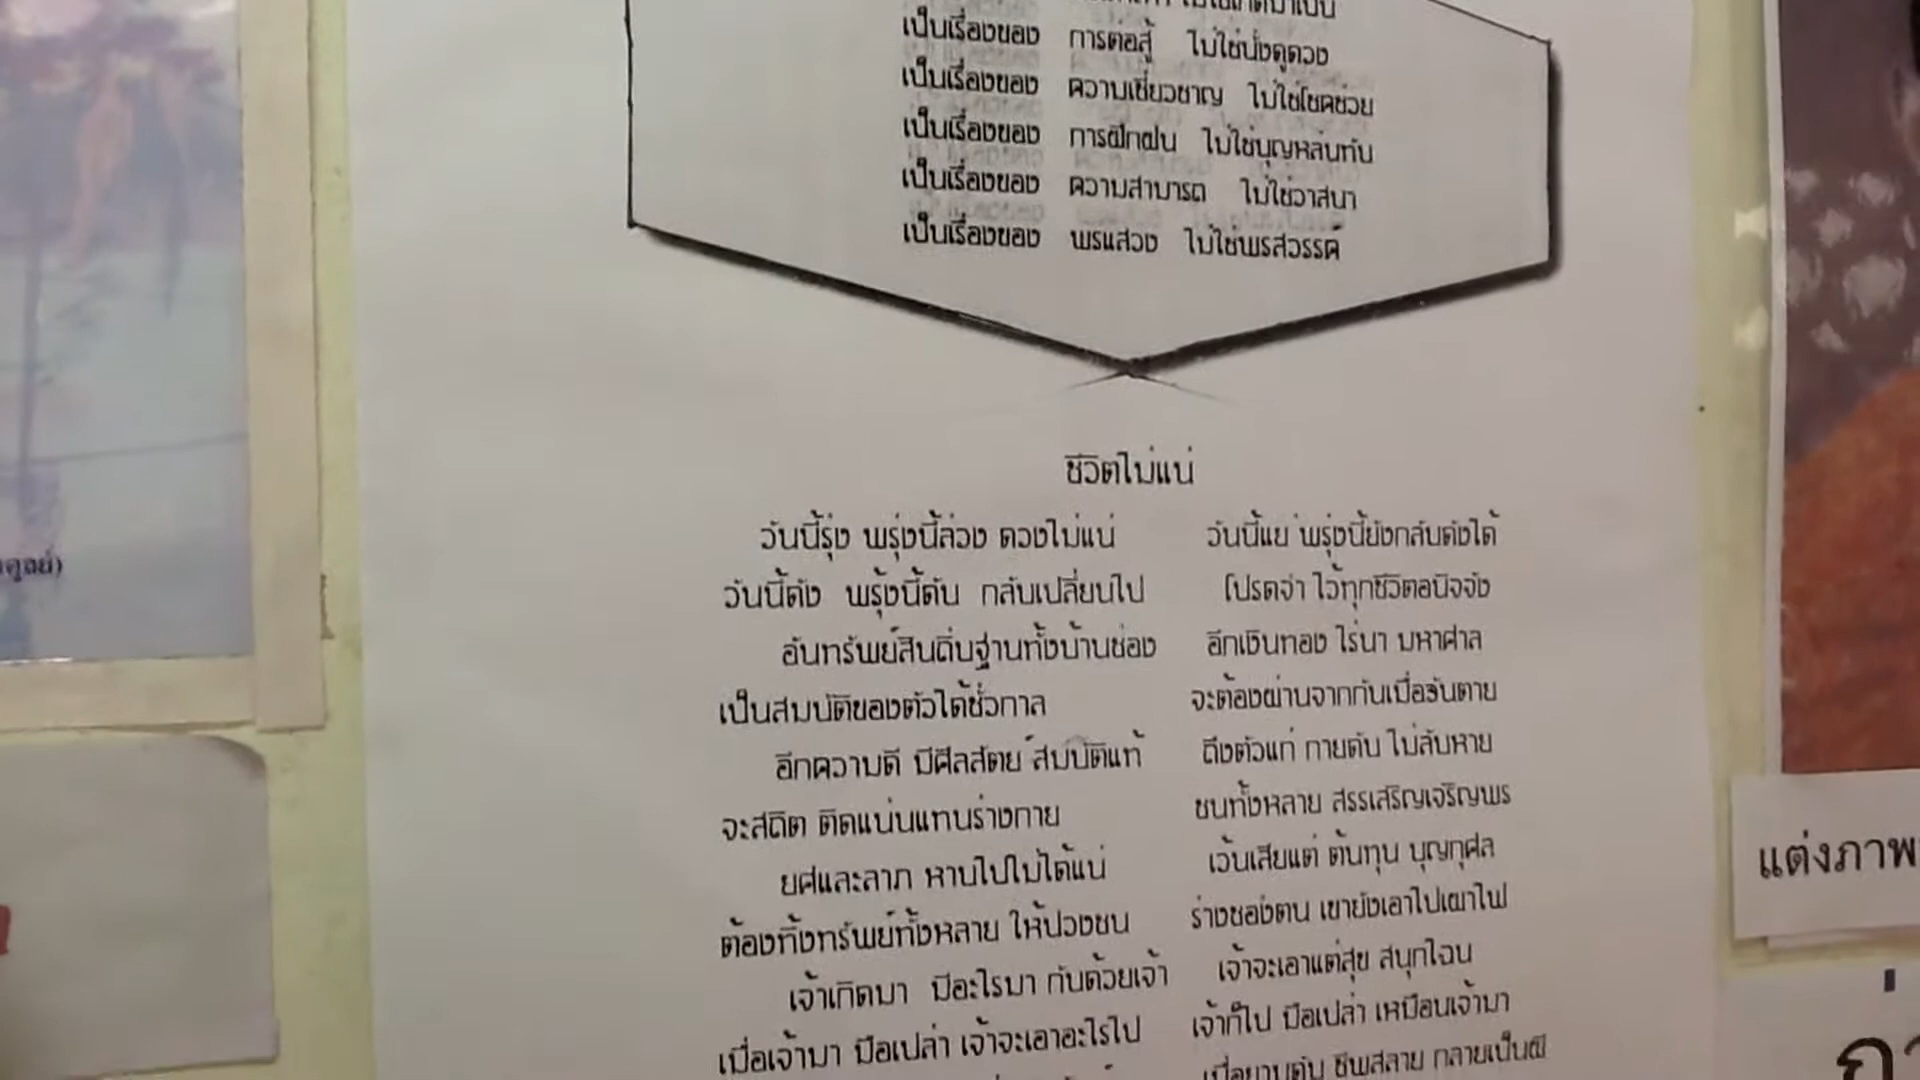 เป็นเรื่องของ การต่อสู้ ไม่ใช่นั่งดูดวง
เป็นเรื่องของ ความเชี่ยวชาญ ไม่ใช่โชคช่วย
เป็นเรื่องของ การฝึกฝน ไม่ใช่บุญหล่นทับ
เป็นเรื่องของ ความสามารถ ไม่ใช่วาสนา
เป็นเรื่องของ พรแสวง ไม่ใช่พรสวรรค์
ชีวิตไม่แน่
วันนี้รุ่ง พรุ่งนี้ล่วง ดวงไม่แน่ วันนี้แย่ พรุ่งนี้ยังกลับดังได้
วันนี้ดัง พรุ้งนี้ดับ กลับเปลี่ยนไป โปรดจำ ไว้ทุกชีวิตอนิจจัง
อันทรัพย์สินถิ่นฐานทั้งบ้านช่อง อีกเงินทอง ไร่นา มหาศาล
เป็นสมบัติของตัวได้ชั่วกาล จะต้องผ่านจากกันเมื่อวันตาย
อีกความดี มีศีลสัตย์ สมบัติแท้ ถึงตัวแก่ กายดับ ไม่ลับหาย
จะสถิต ติดแน่นแทนร่างกาย ชนทั้งหลาย สรรเสริญเจริญพร
ยศและลาภ หาบไปไม่ได้แน่ เว้นเสียแต่ ต้นทุน บุญกุศล
ต้องทิ้งทรัพย์ทั้งหลาย ให้ปวงชน ร่างของตน เขายังเอาไปเผาไฟ
เจ้าเกิดมา มีอะไรมา กับด้วยเจ้า เจ้าจะเอาแต่สุข สนุกไฉน
เมื่อเจ้ามา มือเปล่า เจ้าจะเอาอะไรไป เจ้าก็ไป มือเปล่า เหมือนเจ้ามา
ชีพสลาย กลายเป็นผี
แต่งภาพ